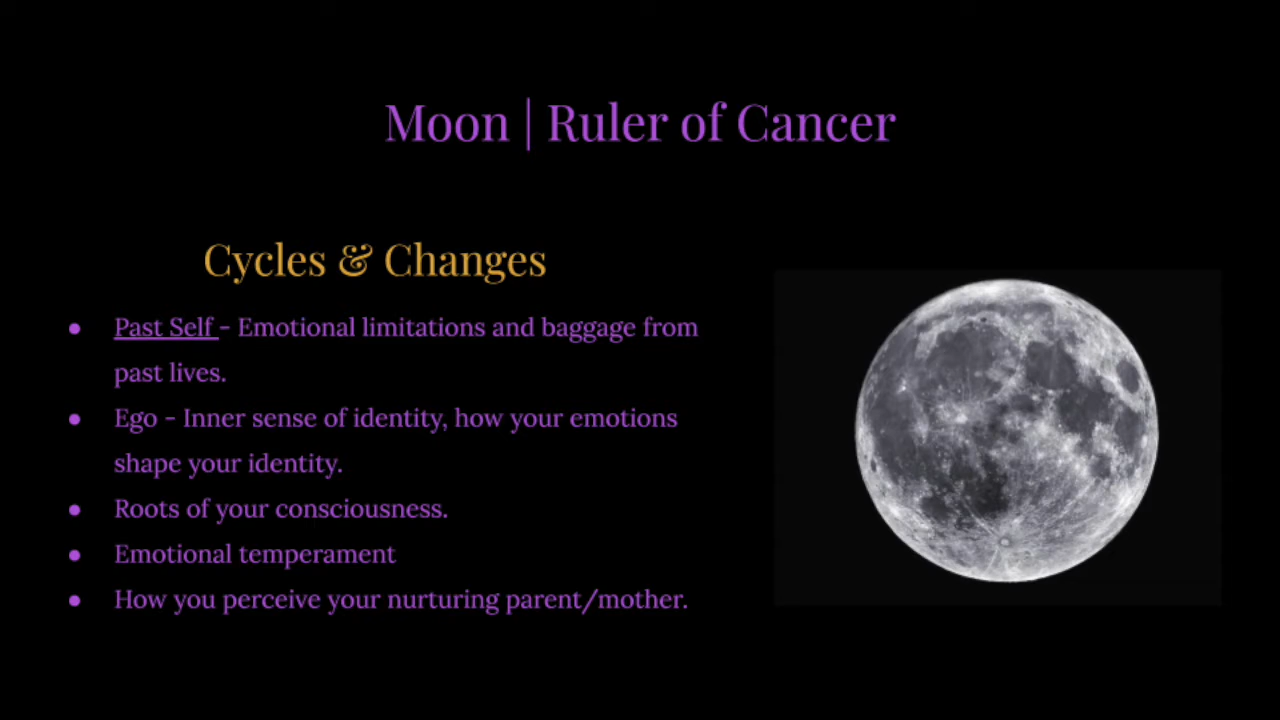 Moon | Ruler of Cancer
Cycles & Changes
● Past Self - Emotional limitations and baggage from
past lives.
● Ego - Inner sense of identity, how your emotions
shape your identity.
● Roots of your consciousness.
● Emotional temperament
● How you perceive your nurturing parent/mother.